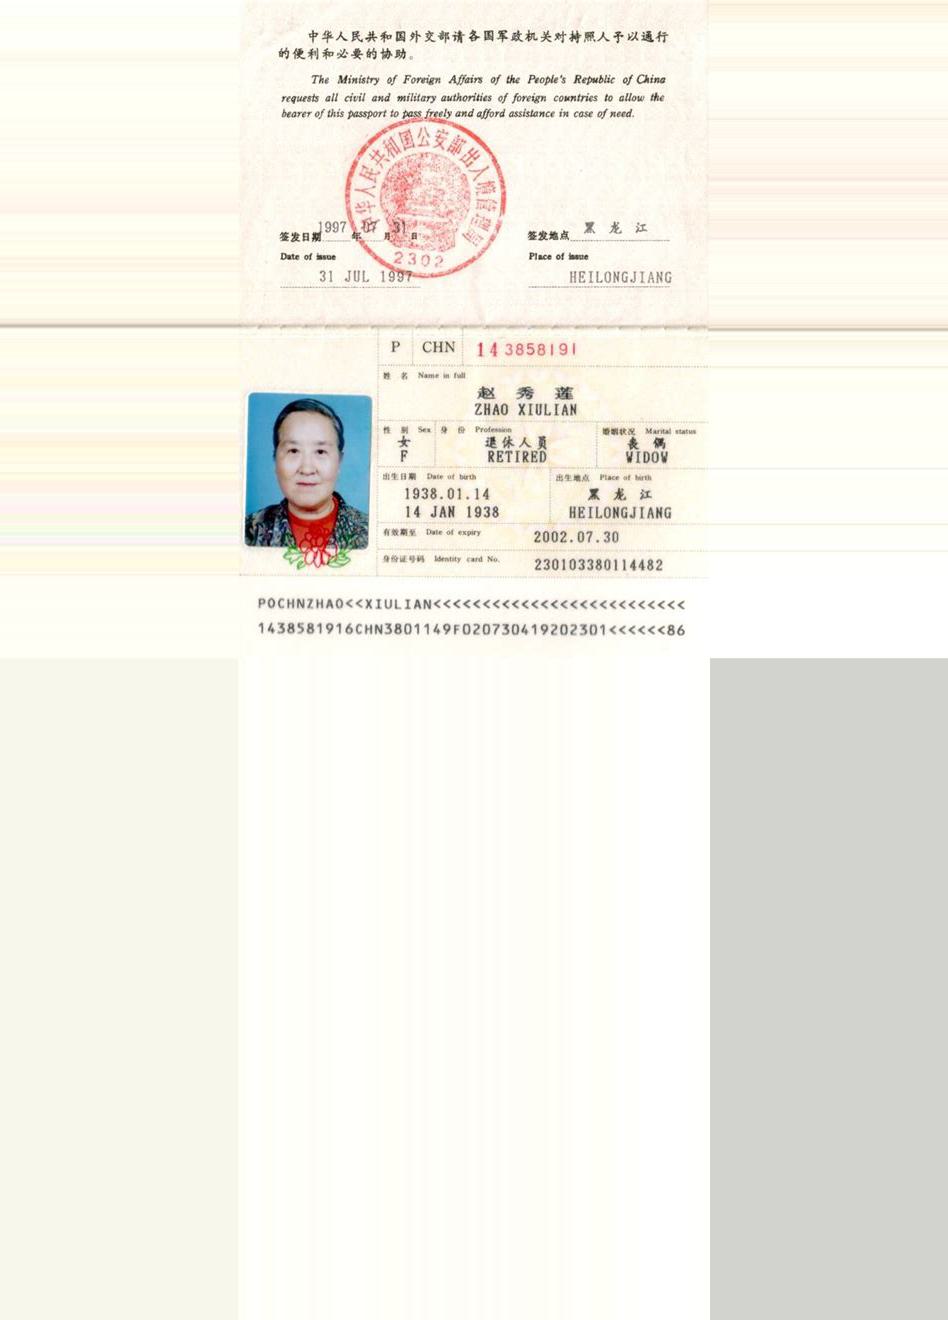 中华人民共和国外交部请各国军政机关对持照人予以通行
的便利和必要的协助。
The Ministry of Foreign Affairs of the People's Republic of China
requests all civil and military authorities of foreign countries to allow the
bearer of this passport to pass freely and afford assistance in case of need.
中华人民共和国公安部出入境管理局
2302
签发日期 1997 年 07 月 31 日
签发地点 黑 龙 江
Date of issue
Place of issue
31 JUL 1997
HEILONGJIANG
P CHN 143858191
姓 名 Name in full
赵 秀 莲
ZHAO XIULIAN
性 别 Sex 身 份 Profession 婚姻状况 Marital status
女 退休人员 丧 偶
F RETIRED WIDOW
出生日期 Date of birth 出生地点 Place of birth
1938.01.14 黑 龙 江
14 JAN 1938 HEILONGJIANG
有效期至 Date of expiry 2002.07.30
身份证号码 Identity card No. 230103380114482
POCHNZHAO<<XIULIAN<<<<<<<<<<<<<<<<<<<<<<<<<<
1438581916CHN3801149F020730419202301<<<<<<86